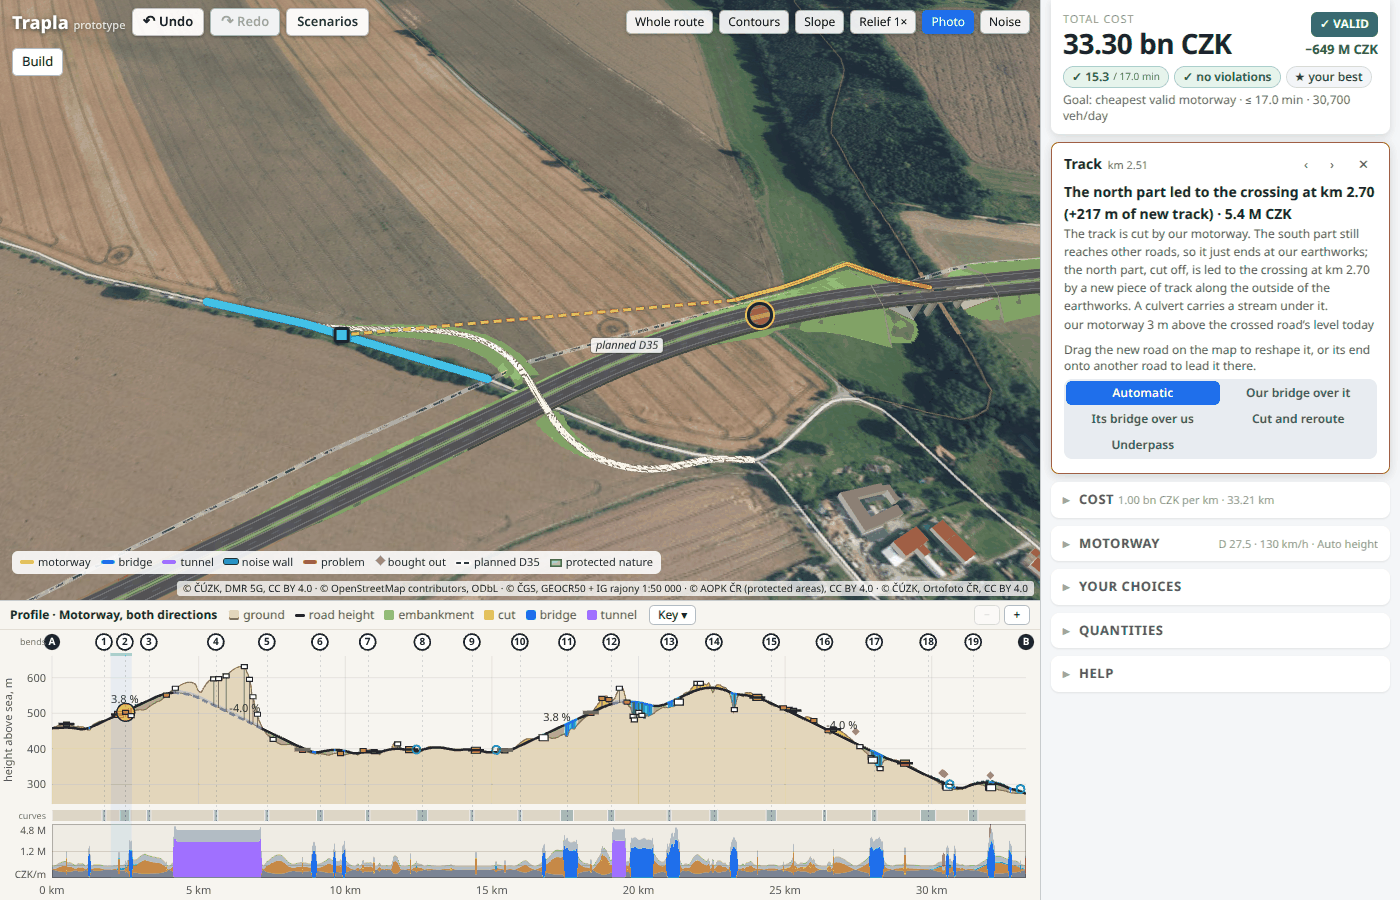 Trapla prototype
↶ Undo
↷ Redo
Scenarios
Whole route
Contours
Slope
Relief 1×
Photo
Noise
Build
planned D35
motorway
bridge
tunnel
noise wall
problem
bought out
planned D35
protected nature
© ČÚZK, DMR 5G, CC BY 4.0 · © OpenStreetMap contributors, ODbL · © ČGS, GEOCR50 + IG rajony 1:50 000 · © AOPK ČR (protected areas), CC BY 4.0 · © ČÚZK, Ortofoto ČR, CC BY 4.0
Profile · Motorway, both directions
ground
road height
embankment
cut
bridge
tunnel
Key ▾
−
+
bends
A 1 2 3 4 5 6 7 8 9 10 11 12 13 14 15 16 17 18 19 B
height above sea, m
600
500
400
300
3.8 %
-4.0 %
3.8 %
-4.0 %
curves
4.8 M
1.2 M
CZK/m
0 km 5 km 10 km 15 km 20 km 25 km 30 km
TOTAL COST
✓ VALID
33.30 bn CZK
−649 M CZK
✓ 15.3 / 17.0 min
✓ no violations
★ your best
Goal: cheapest valid motorway · ≤ 17.0 min · 30,700
veh/day
Track km 2.51
‹ › ✕
The north part led to the crossing at km 2.70
(+217 m of new track) · 5.4 M CZK
The track is cut by our motorway. The south part still
reaches other roads, so it just ends at our earthworks;
the north part, cut off, is led to the crossing at km 2.70
by a new piece of track along the outside of the
earthworks. A culvert carries a stream under it.
our motorway 3 m above the crossed road's level today
Drag the new road on the map to reshape it, or its end
onto another road to lead it there.
Automatic
Our bridge over it
Its bridge over us
Cut and reroute
Underpass
▶ COST 1.00 bn CZK per km · 33.21 km
▶ MOTORWAY D 27.5 · 130 km/h · Auto height
▶ YOUR CHOICES
▶ QUANTITIES
▶ HELP